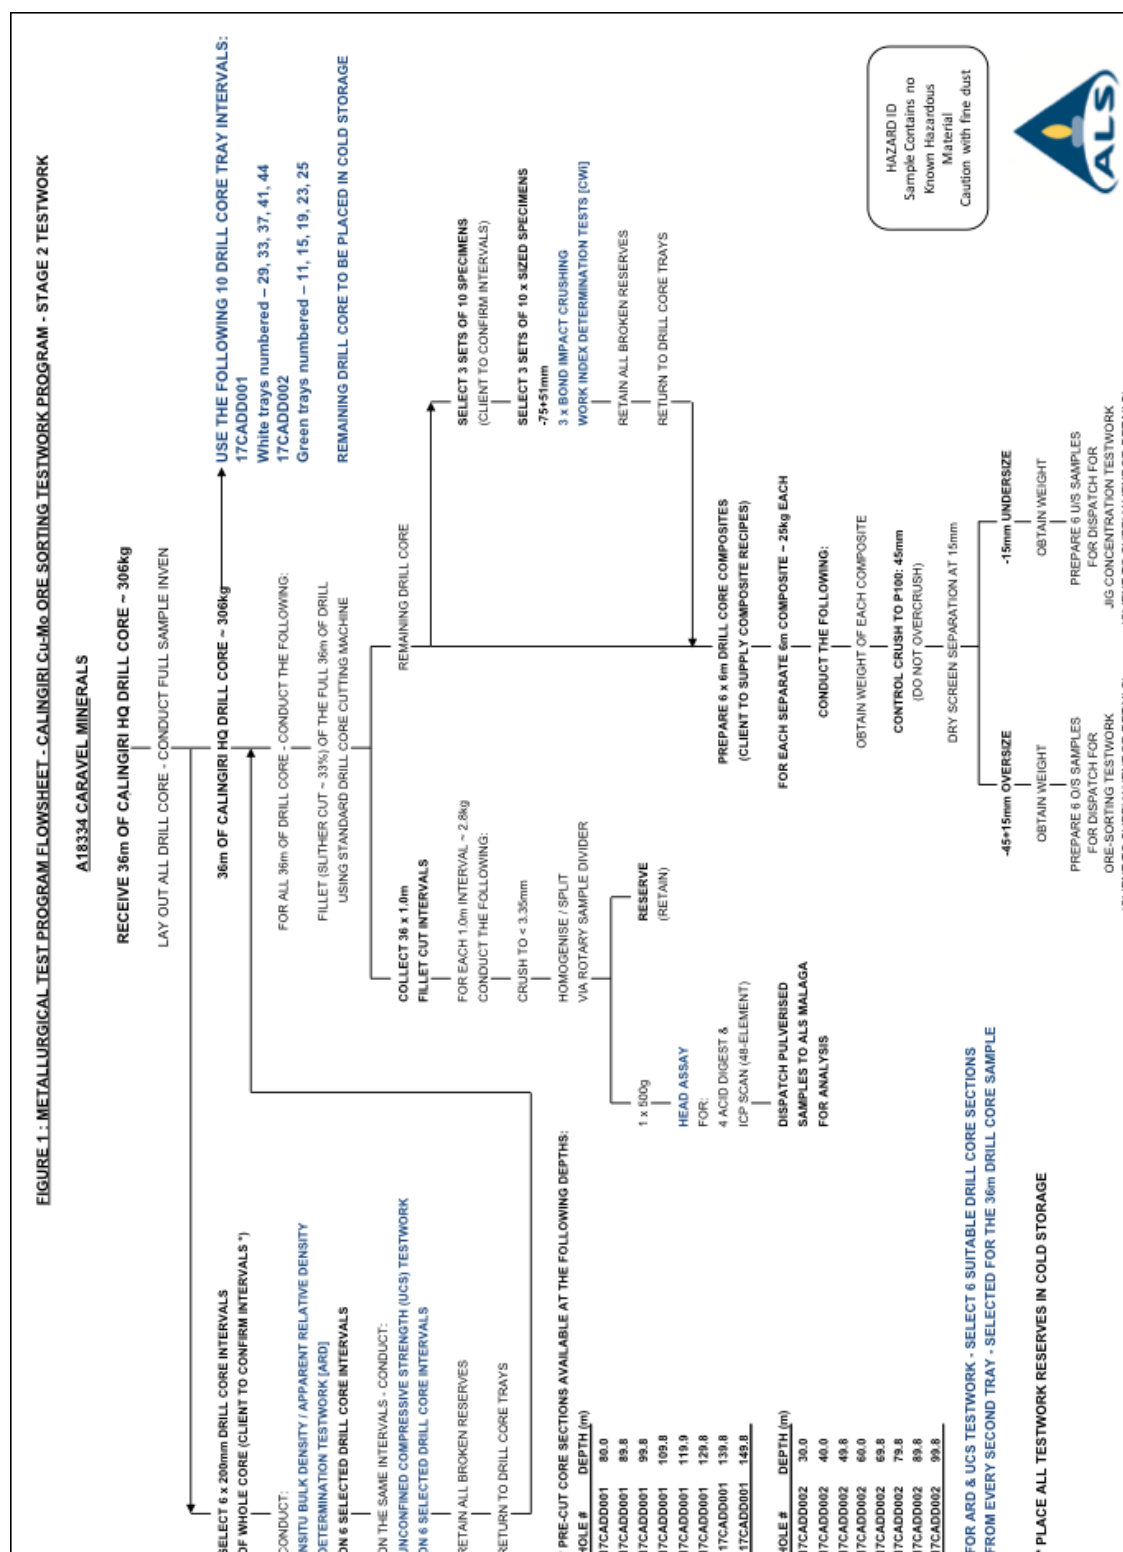 FIGURE 1 : METALLURGICAL TEST PROGRAM FLOWSHEET - CALINGIRI Cu-Mo ORE SORTING TESTWORK PROGRAM - STAGE 2 TESTWORK
A18334 CARAVEL MINERALS
RECEIVE 36m OF CALINGIRI HQ DRILL CORE ~ 306kg
LAY OUT ALL DRILL CORE - CONDUCT FULL SAMPLE INVEN
SELECT 6 x 200mm DRILL CORE INTERVALS
OF WHOLE CORE (CLIENT TO CONFIRM INTERVALS *)
CONDUCT:
NSITU BULK DENSITY / APPARENT RELATIVE DENSITY
DETERMINATION TESTWORK [ARD]
ON 6 SELECTED DRILL CORE INTERVALS
ON THE SAME INTERVALS - CONDUCT:
UNCONFINED COMPRESSIVE STRENGTH (UCS) TESTWORK
ON 6 SELECTED DRILL CORE INTERVALS
RETAIN ALL BROKEN RESERVES
RETURN TO DRILL CORE TRAYS
36m OF CALINGIRI HQ DRILL CORE ~ 306kg
USE THE FOLLOWING 10 DRILL CORE TRAY INTERVALS:
17CADD001
White trays numbered – 29, 33, 37, 41, 44
17CADD002
Green trays numbered – 11, 15, 19, 23, 25
REMAINING DRILL CORE TO BE PLACED IN COLD STORAGE
FOR ALL 36m OF DRILL CORE - CONDUCT THE FOLLOWING:
FILLET (SLITHER CUT ~ 33%) OF THE FULL 36m OF DRILL
USING STANDARD DRILL CORE CUTTING MACHINE
COLLECT 36 x 1.0m
FILLET CUT INTERVALS
FOR EACH 1.0m INTERVAL ~ 2.8kg
CONDUCT THE FOLLOWING:
CRUSH TO < 3.35mm
HOMOGENISE / SPLIT
VIA ROTARY SAMPLE DIVIDER
1 x 500g
HEAD ASSAY
FOR:
4 ACID DIGEST &
ICP SCAN (48-ELEMENT)
DISPATCH PULVERISED
SAMPLES TO ALS MALAGA
FOR ANALYSIS
RESERVE
(RETAIN)
REMAINING DRILL CORE
SELECT 3 SETS OF 10 SPECIMENS
(CLIENT TO CONFIRM INTERVALS)
SELECT 3 SETS OF 10 x SIZED SPECIMENS
-75+51mm
3 x BOND IMPACT CRUSHING
WORK INDEX DETERMINATION TESTS [CWi]
RETAIN ALL BROKEN RESERVES
RETURN TO DRILL CORE TRAYS
PREPARE 6 x 6m DRILL CORE COMPOSITES
(CLIENT TO SUPPLY COMPOSITE RECIPES)
FOR EACH SEPARATE 6m COMPOSITE ~ 25kg EACH
CONDUCT THE FOLLOWING:
OBTAIN WEIGHT OF EACH COMPOSITE
CONTROL CRUSH TO P100: 45mm
(DO NOT OVERCRUSH)
DRY SCREEN SEPARATION AT 15mm
-45+15mm OVERSIZE
OBTAIN WEIGHT
PREPARE 6 O/S SAMPLES
FOR DISPATCH FOR
ORE-SORTING TESTWORK
-15mm UNDERSIZE
OBTAIN WEIGHT
PREPARE 6 U/S SAMPLES
FOR DISPATCH FOR
JIG CONCENTRATION TESTWORK
* PRE-CUT CORE SECTIONS AVAILABLE AT THE FOLLOWING DEPTHS:
HOLE # DEPTH (m)
17CADD001 80.0
17CADD001 89.8
17CADD001 99.8
17CADD001 109.8
17CADD001 119.9
17CADD001 129.8
17CADD001 139.8
17CADD001 149.8
HOLE # DEPTH (m)
17CADD002 30.0
17CADD002 40.0
17CADD002 49.8
17CADD002 60.0
17CADD002 69.8
17CADD002 79.8
17CADD002 89.8
17CADD002 99.8
FOR ARD & UCS TESTWORK - SELECT 6 SUITABLE DRILL CORE SECTIONS
FROM EVERY SECOND TRAY - SELECTED FOR THE 36m DRILL CORE SAMPLE
* PLACE ALL TESTWORK RESERVES IN COLD STORAGE
HAZARD ID
Sample Contains no
Known Hazardous
Material
Caution with fine dust
ALS